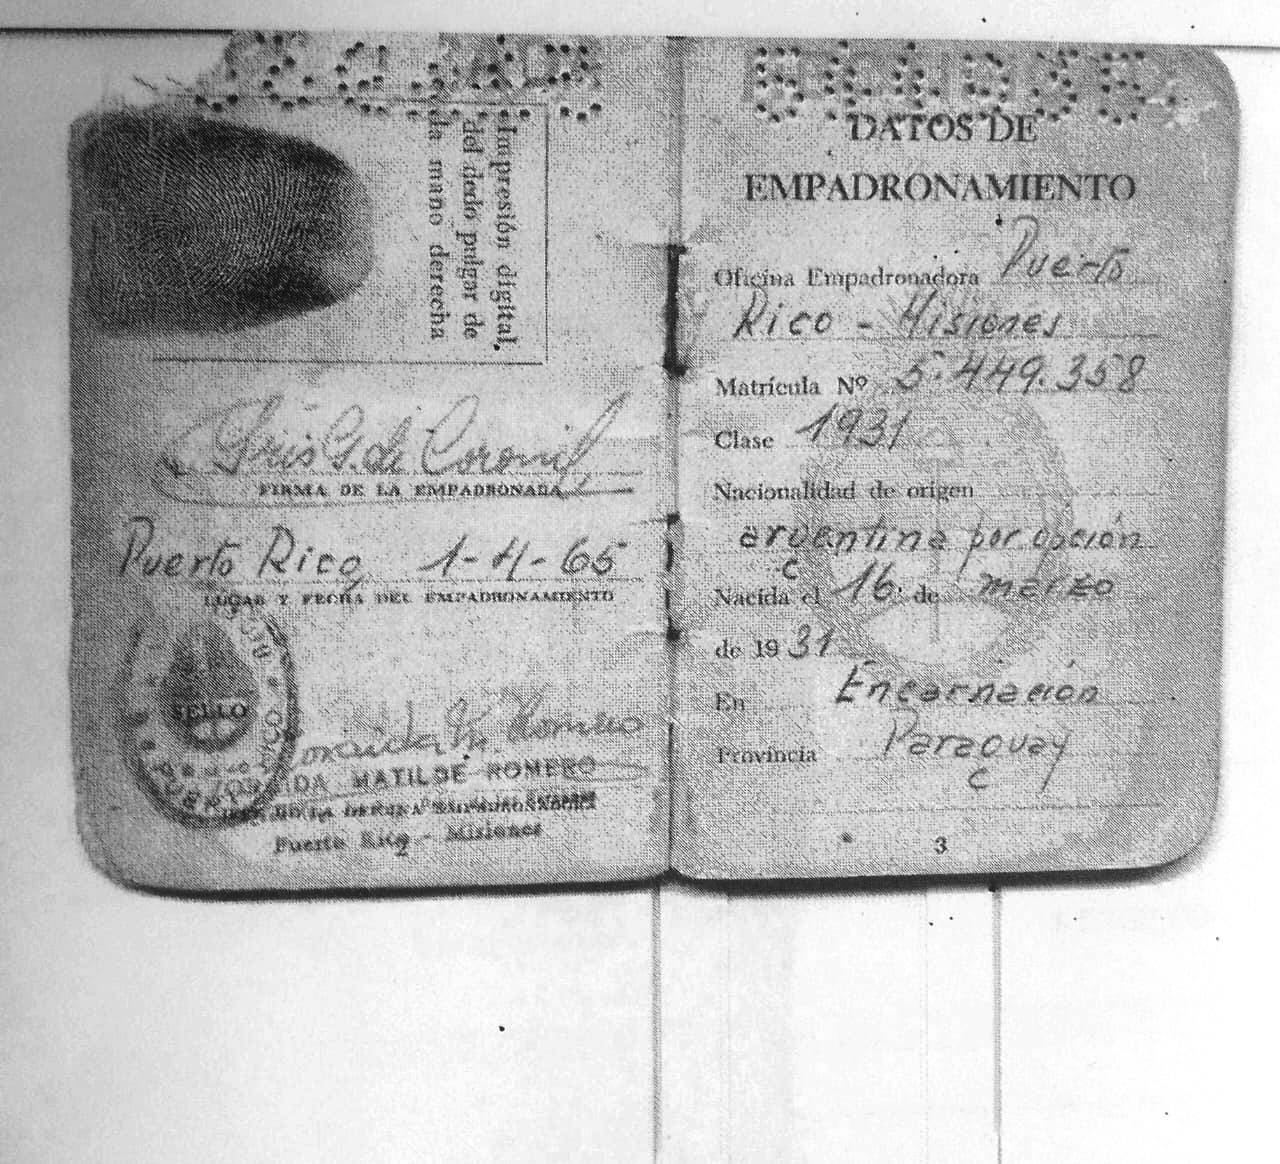 Impresión digital,
del dedo pulgar de
la mano derecha
FIRMA DE LA EMPADRONADA
Puerto Rico 1-4-65
LUGAR Y FECHA DEL EMPADRONAMIENTO
SELLO
MATILDE ROMERO
Puerto Rico - Misiones
DATOS DE
EMPADRONAMIENTO
Oficina Empadronadora Puerto
Rico - Misiones
Matrícula Nº 5.449.358
Clase 1931
Nacionalidad de origen
argentina por opción
Nacida el 16 de marzo
de 1931
En Encarnación
Provincia Paraguay
3